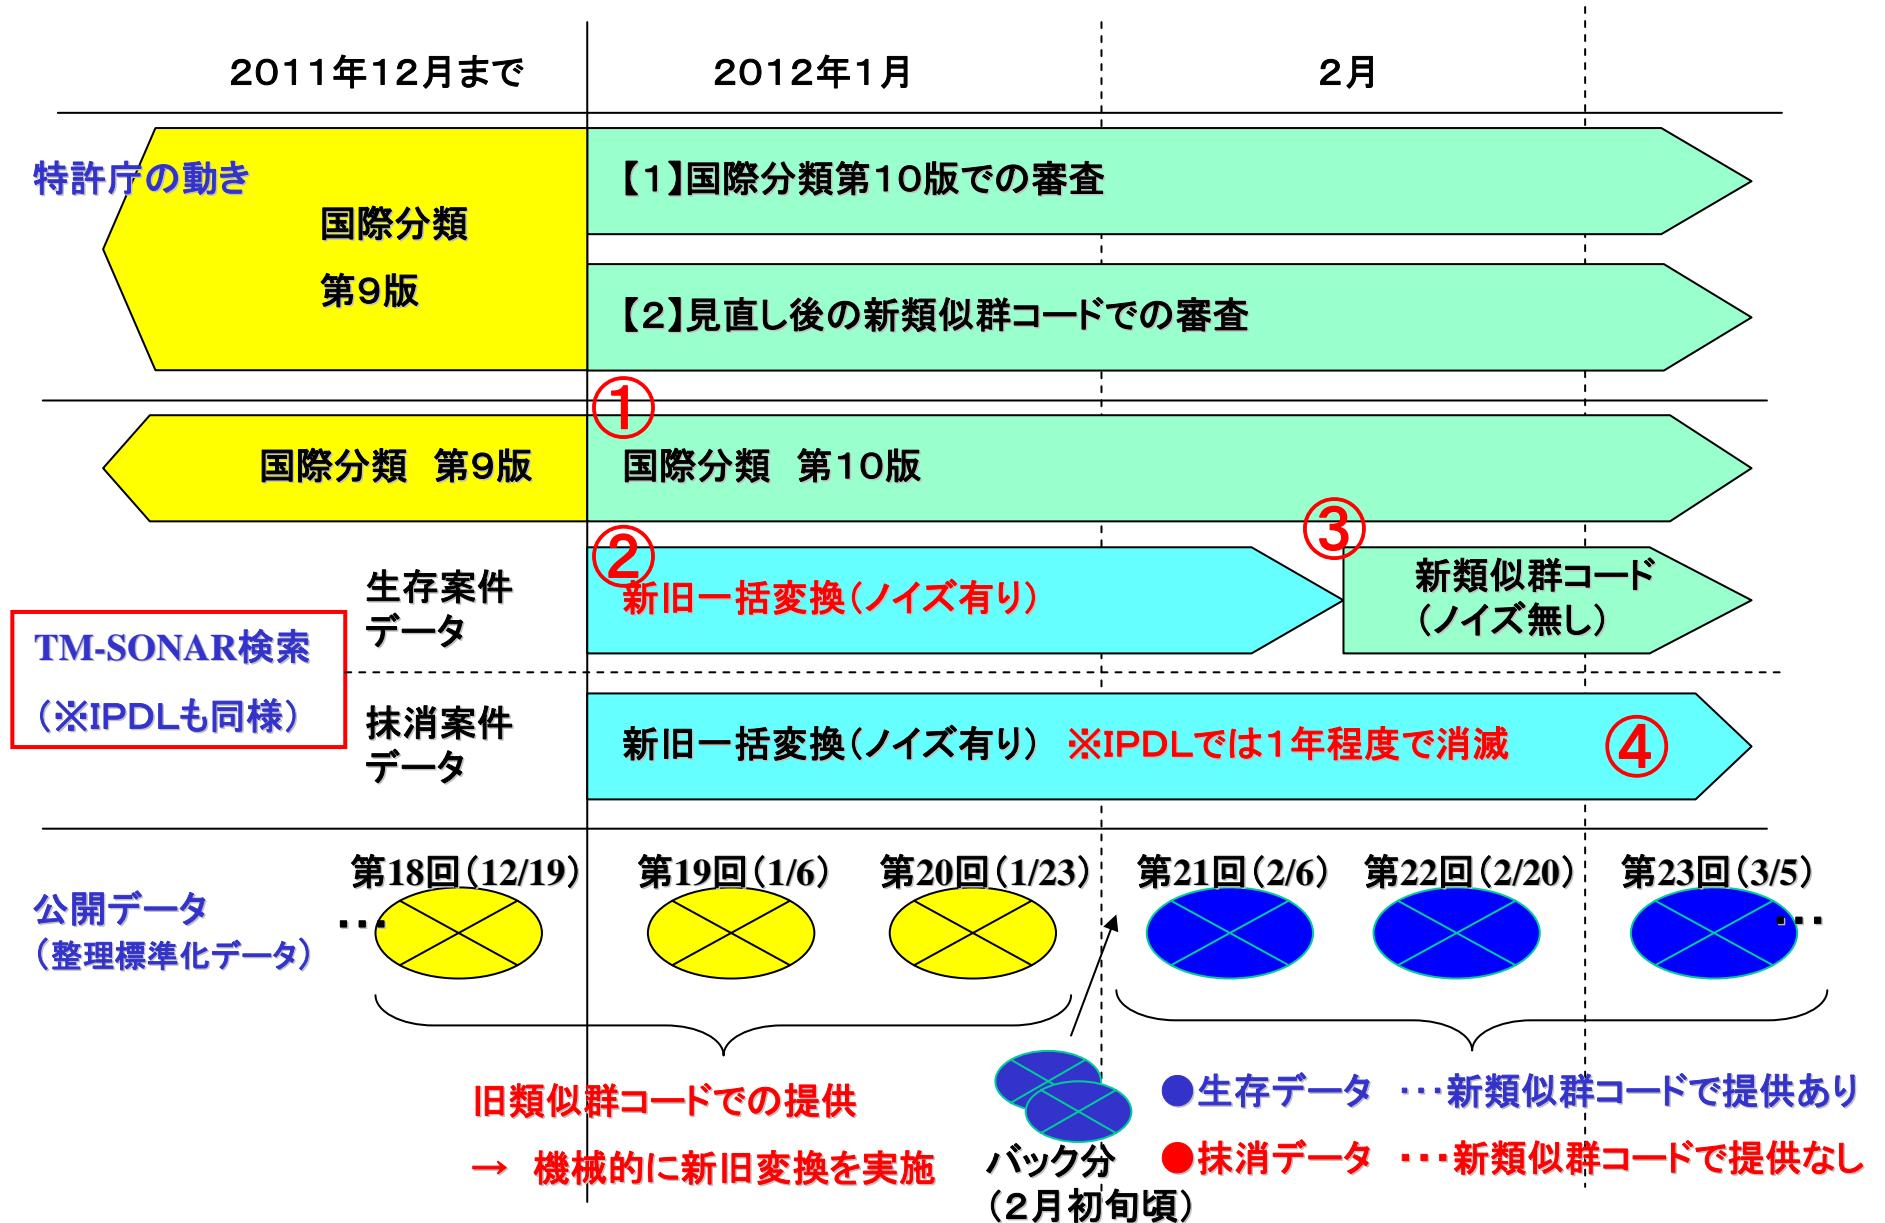 ２０１１年１２月まで
２０１２年１月
２月
特許庁の動き
国際分類
第９版
【１】国際分類第１０版での審査
【２】見直し後の新類似群コードでの審査
①
国際分類　第９版
国際分類　第１０版
②
③
生存案件
データ
新旧一括変換（ノイズ有り）
新類似群コード
（ノイズ無し）
TM-SONAR検索
（※ＩＰＤＬも同様）
抹消案件
データ
新旧一括変換（ノイズ有り）　※ＩＰＤＬでは１年程度で消滅
④
公開データ
（整理標準化データ）
…
第18回（12/19）
第19回（1/6）
第20回（1/23）
第21回（2/6）
第22回（2/20）
第23回（3/5）
…
旧類似群コードでの提供
→　機械的に新旧変換を実施
バック分
（２月初旬頃）
●生存データ　･･･新類似群コードで提供あり
●抹消データ　･･･新類似群コードで提供なし